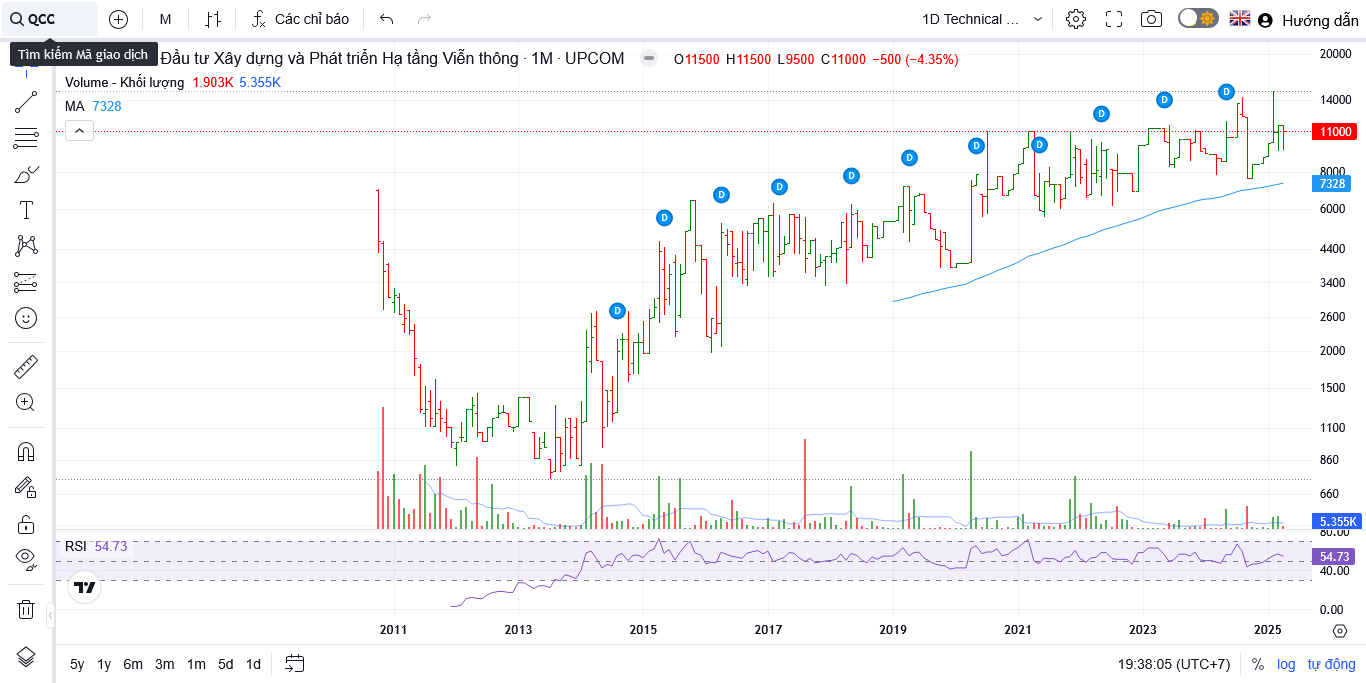 QCC
M
Các chỉ báo
1D Technical ...
Hướng dẫn
Tìm kiếm Mã giao dịch
Đầu tư Xây dựng và Phát triển Hạ tầng Viễn thông · 1M · UPCOM
O11500 H11500 L9500 C11000 −500 (−4.35%)
Volume - Khối lượng 1.903K 5.355K
MA 7328
D D D D D D D D D D D D
20000
14000
11000
8000
7328
6000
4400
3400
2600
2000
1500
1100
860
660
5.355K
80.00
RSI 54.73
54.73
40.00
0.00
2011 2013 2015 2017 2019 2021 2023 2025
5y 1y 6m 3m 1m 5d 1d
19:38:05 (UTC+7) % log tự động